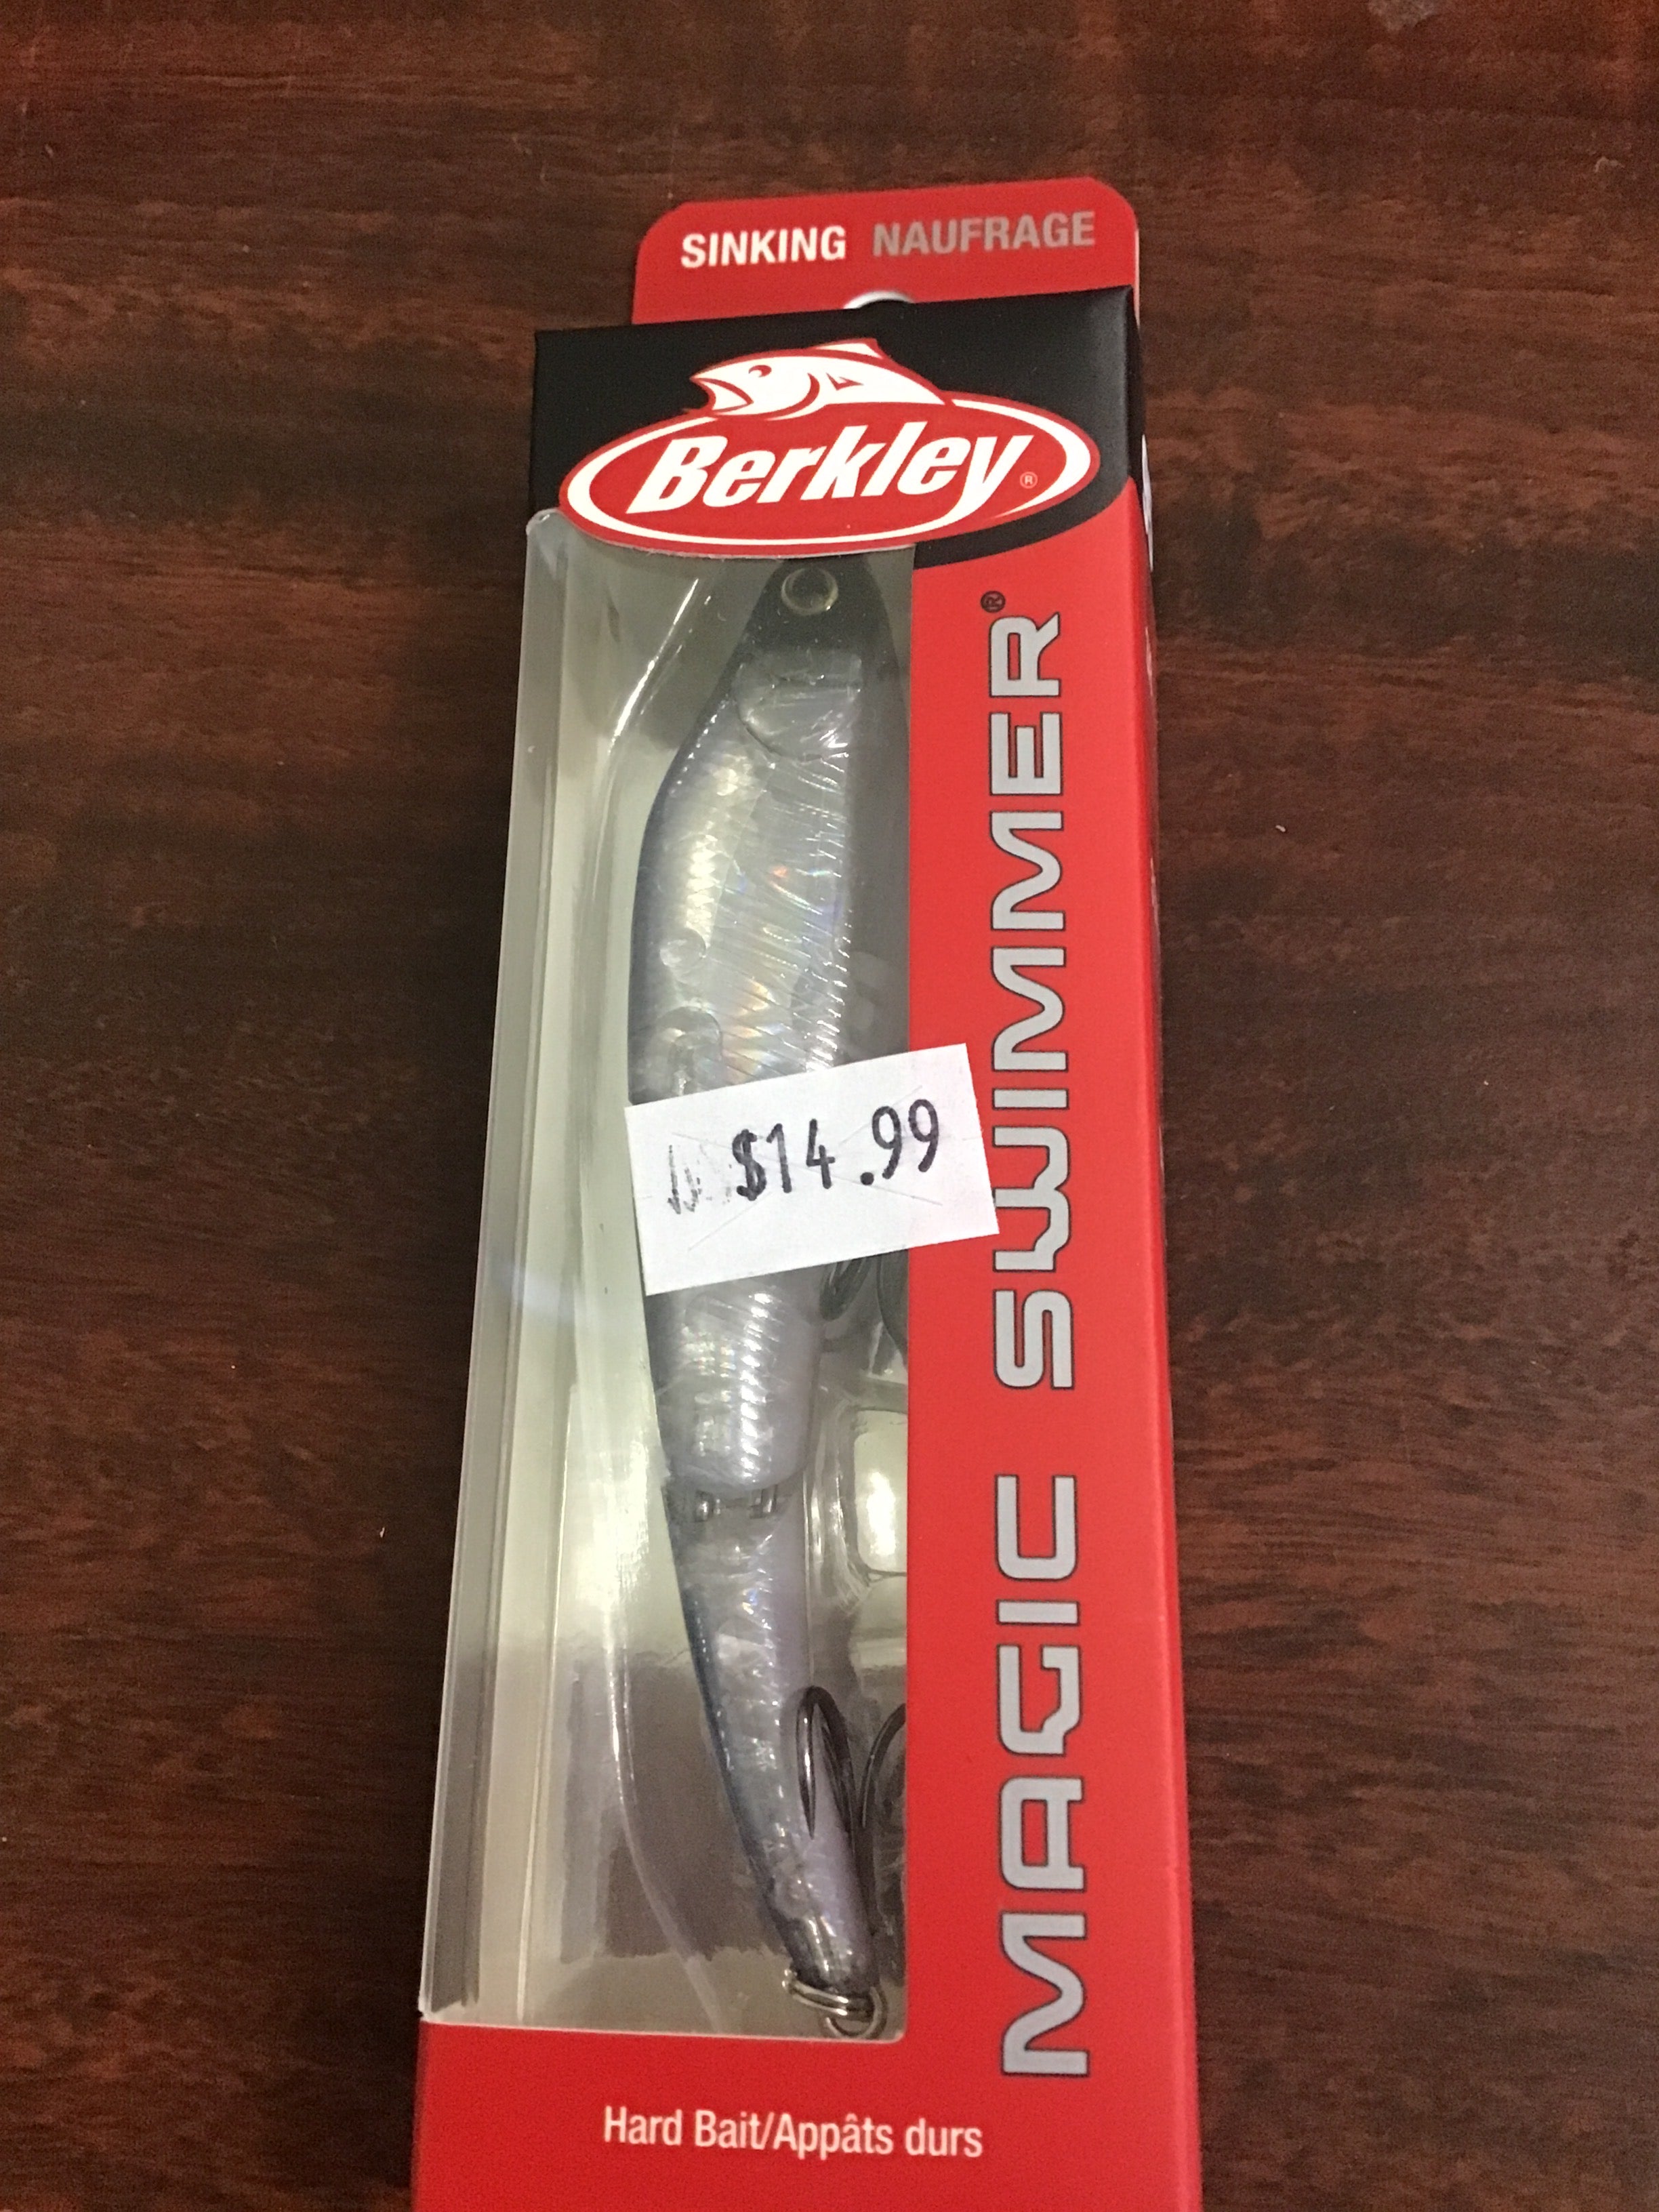 SINKING NAUFRAGE
Berkley®
MAGIC SWIMMER®
$14.99
Hard Bait/Appâts durs